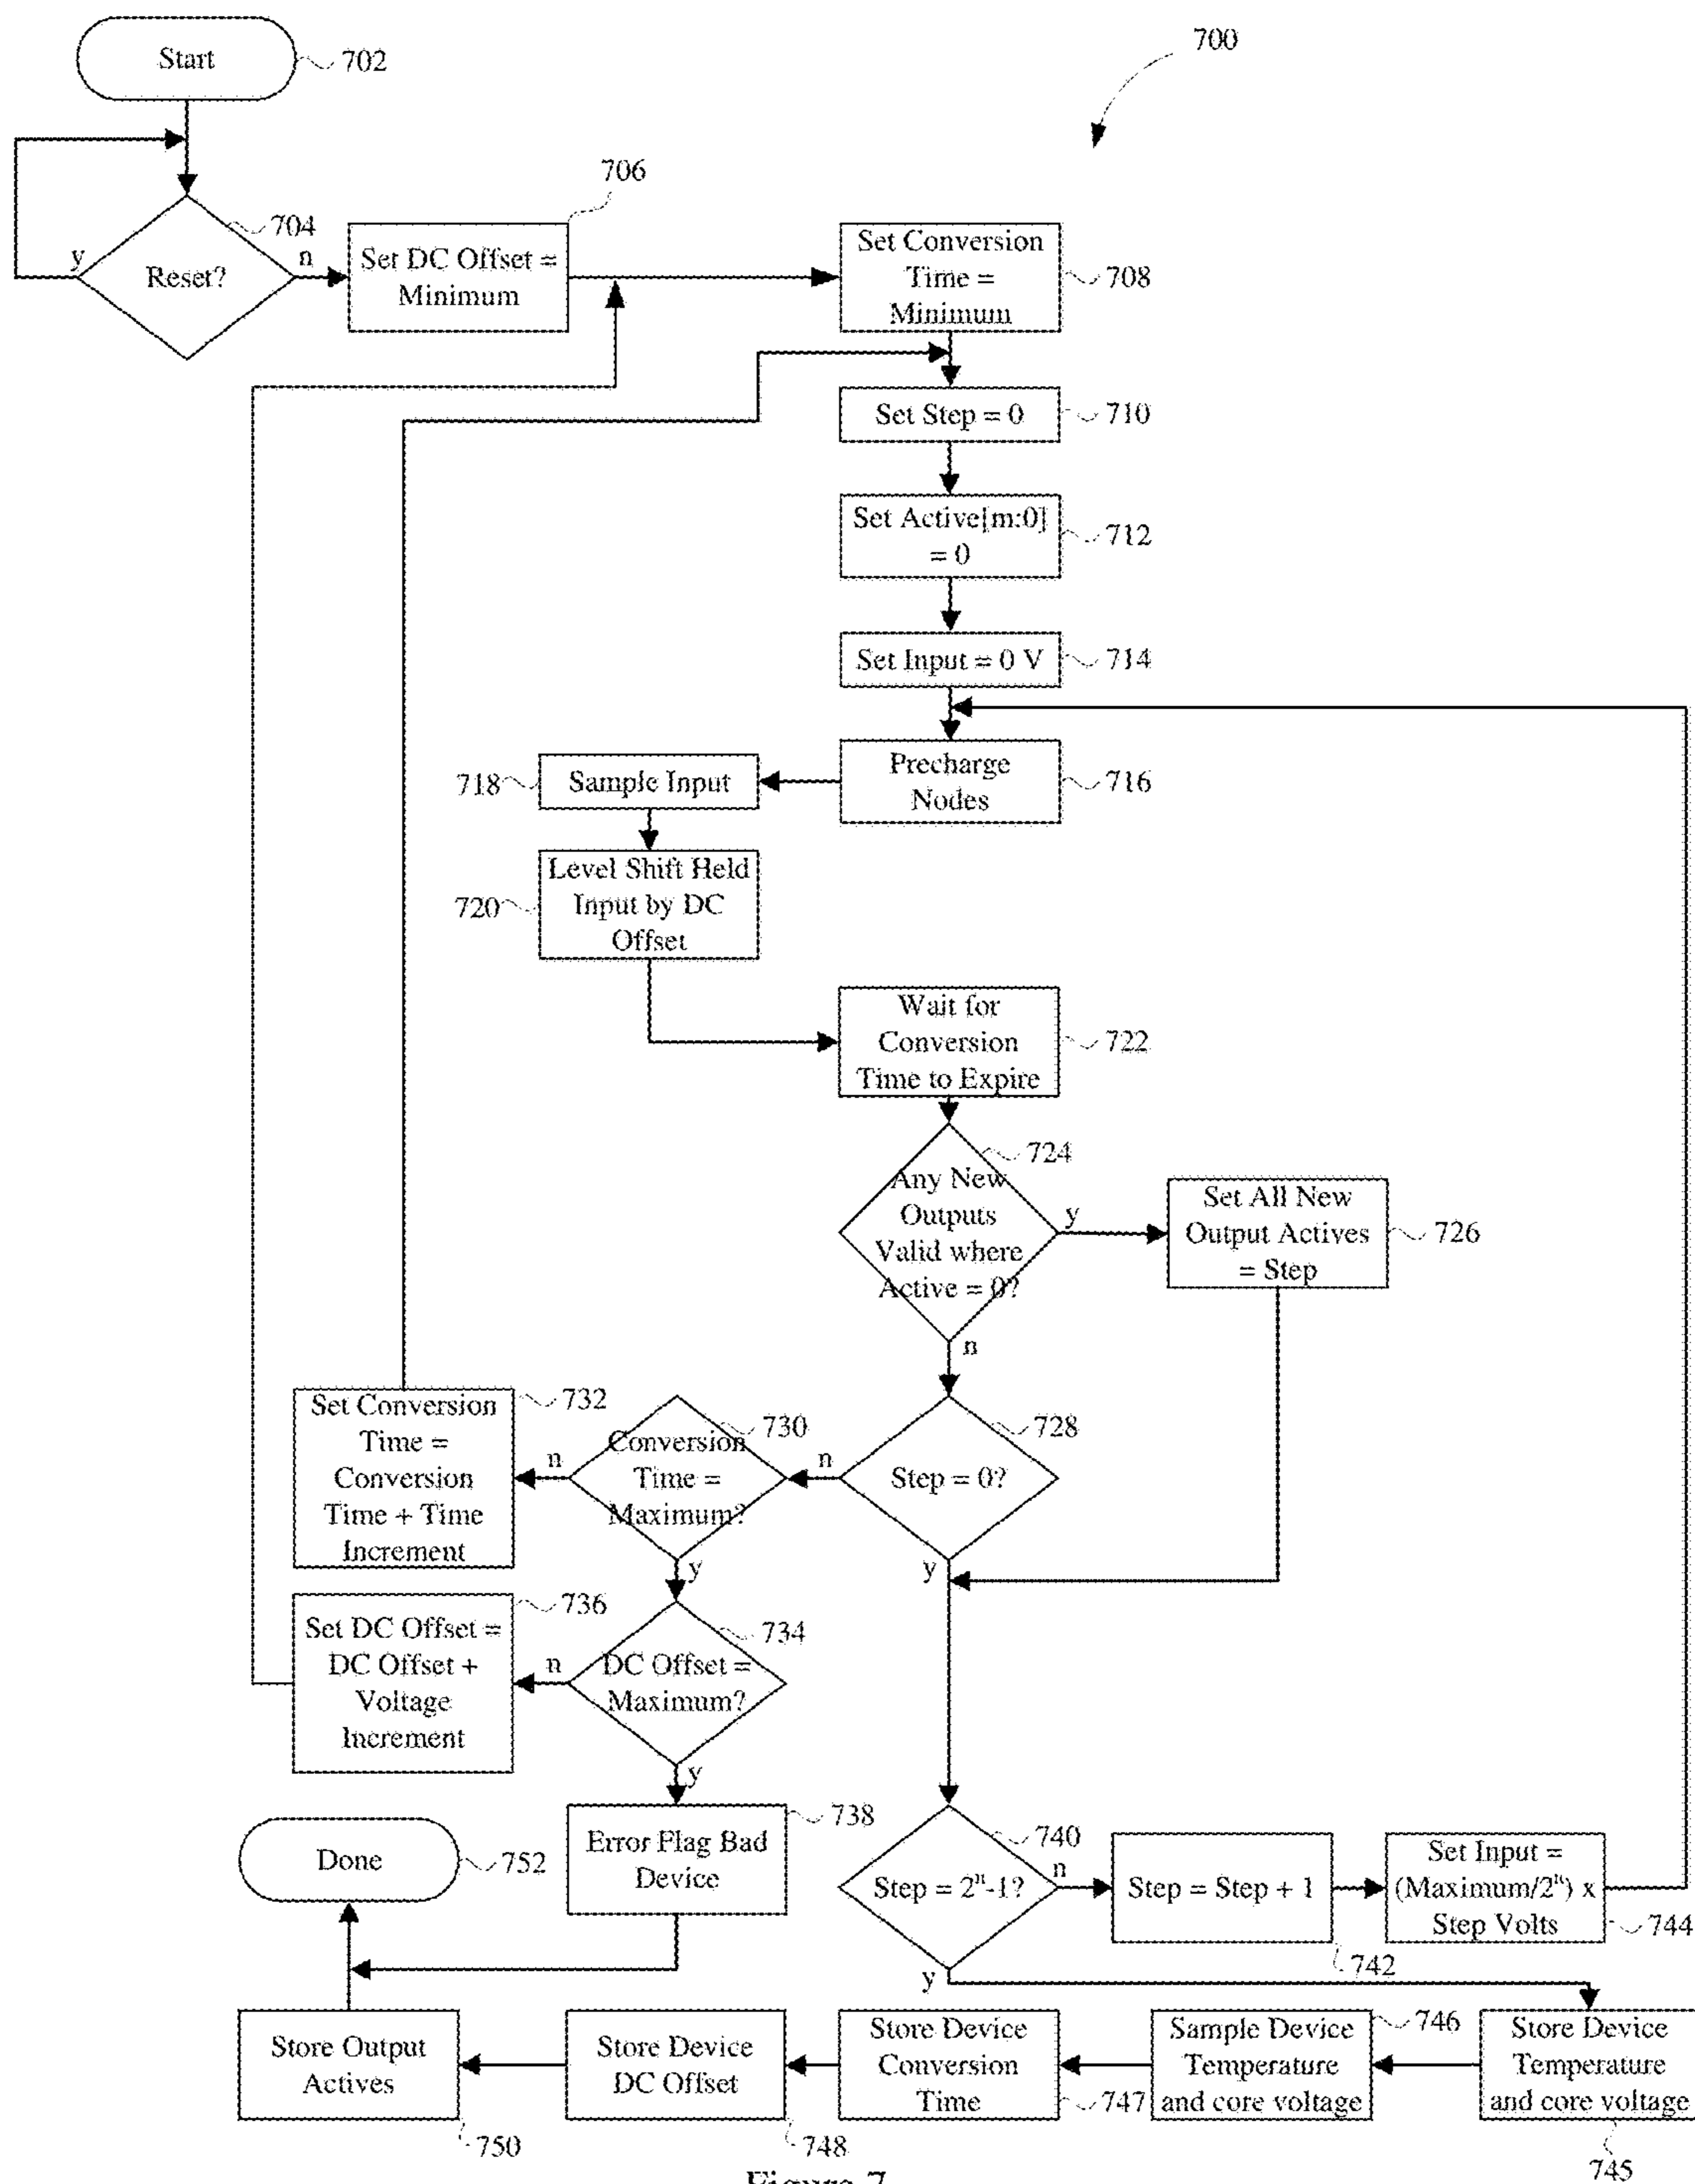 Start
702
700
706
704
y
n
Reset?
Set DC Offset =
Minimum
Set Conversion
Time =
Minimum
708
Set Step = 0
710
Set Active[m:0]
= 0
712
Set Input = 0 V
714
Precharge
Nodes
716
718
Sample Input
Level Shift Held
Input by DC
Offset
720
Wait for
Conversion
Time to Expire
722
724
Any New
Outputs
Valid where
Active = 0?
y
n
Set All New
Output Actives
= Step
726
728
Step = 0?
n
y
730
Conversion
Time =
Maximum?
n
y
732
Set Conversion
Time =
Conversion
Time + Time
Increment
736
Set DC Offset =
DC Offset +
Voltage
Increment
734
DC Offset =
Maximum?
n
y
738
Error Flag Bad
Device
Done
752
740
Step = 2ⁿ-1?
n
y
Step = Step + 1
742
Set Input =
(Maximum/2ⁿ) x
Step Volts
744
Store Output
Actives
750
Store Device
DC Offset
748
Store Device
Conversion
Time
747
Sample Device
Temperature
and core voltage
746
Store Device
Temperature
and core voltage
745
Figure 7